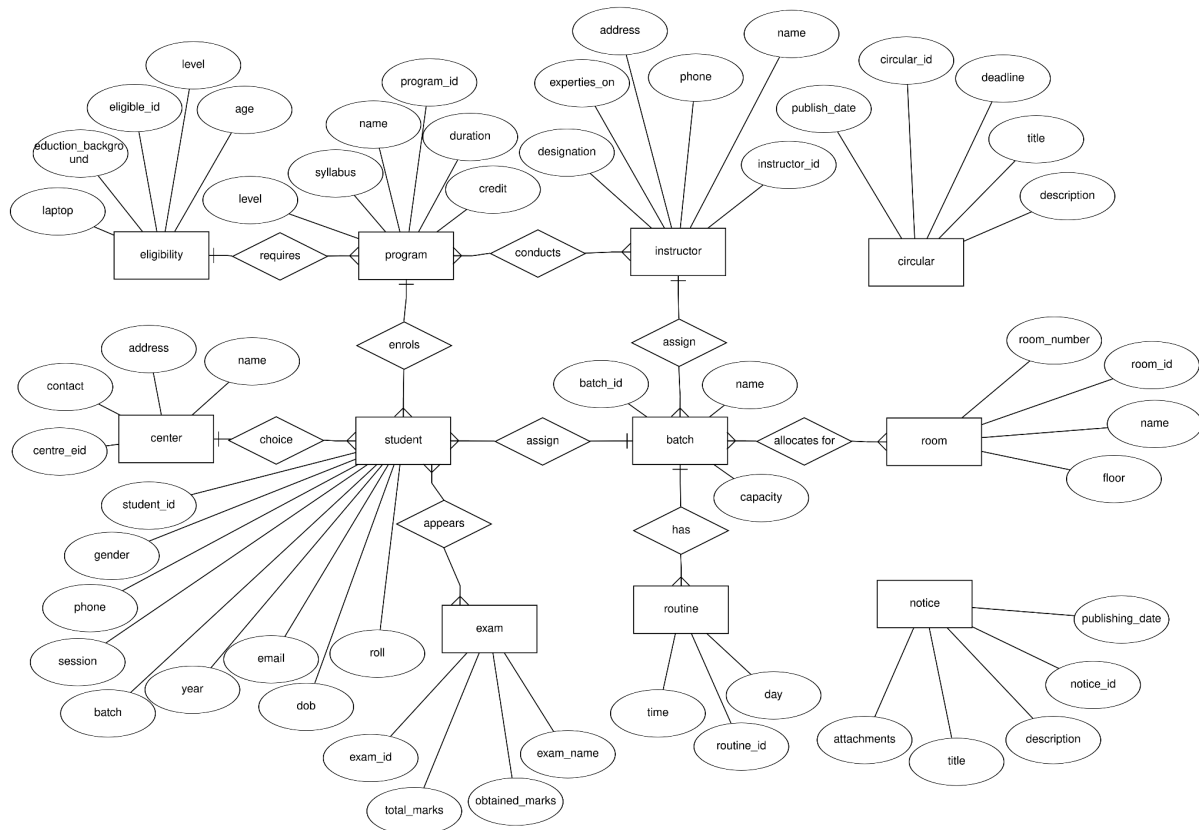 level
eligible_id
age
eduction_backgro
und
laptop
eligibility
requires
program_id
name
duration
syllabus
credit
level
program
conducts
address
name
experties_on
phone
designation
instructor_id
instructor
circular_id
deadline
publish_date
title
description
circular
enrols
assign
address
name
contact
centre_eid
center
choice
student
assign
batch_id
name
batch
capacity
allocates for
room_number
room_id
name
floor
room
student_id
gender
phone
session
batch
year
email
dob
roll
appears
exam
exam_id
total_marks
obtained_marks
exam_name
has
routine
time
routine_id
day
notice
publishing_date
notice_id
description
title
attachments